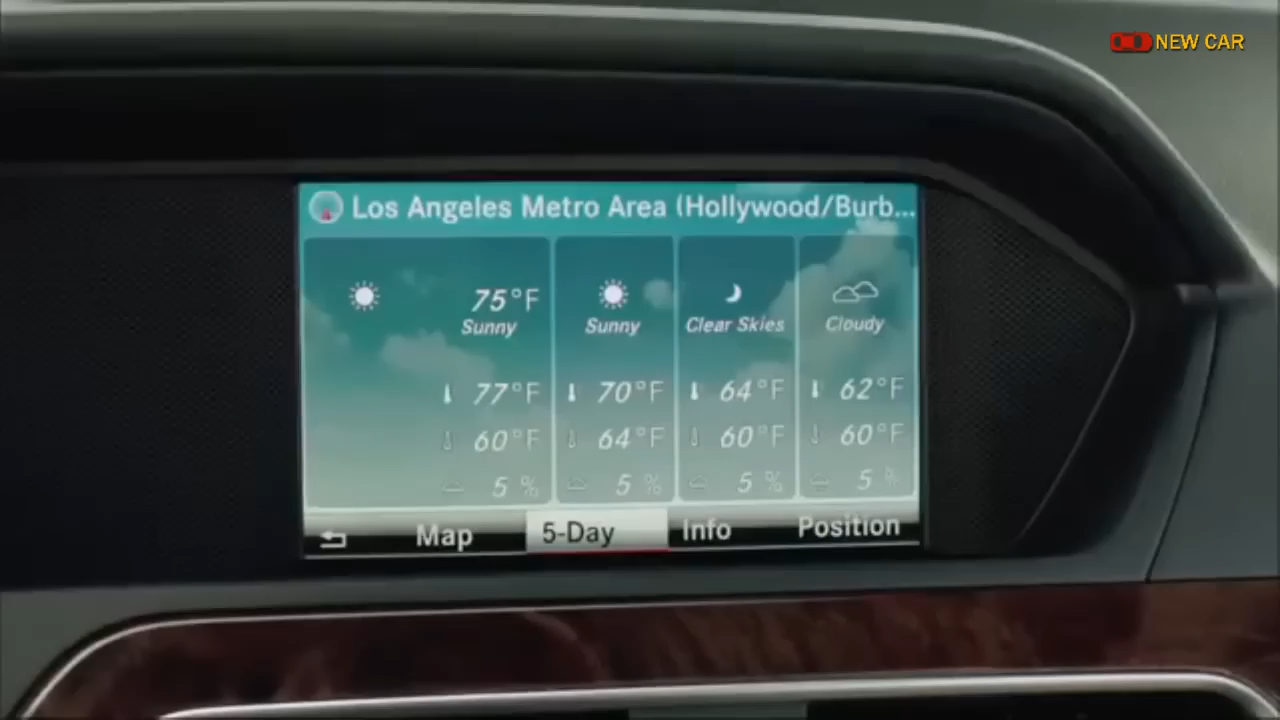 NEW CAR
Los Angeles Metro Area (Hollywood/Burb...
75°F
Sunny
Sunny
Clear Skies
Cloudy
77°F 70°F 64°F 62°F
60°F 64°F 60°F 60°F
5 % 5 % 5 % 5 %
Map 5-Day Info Position